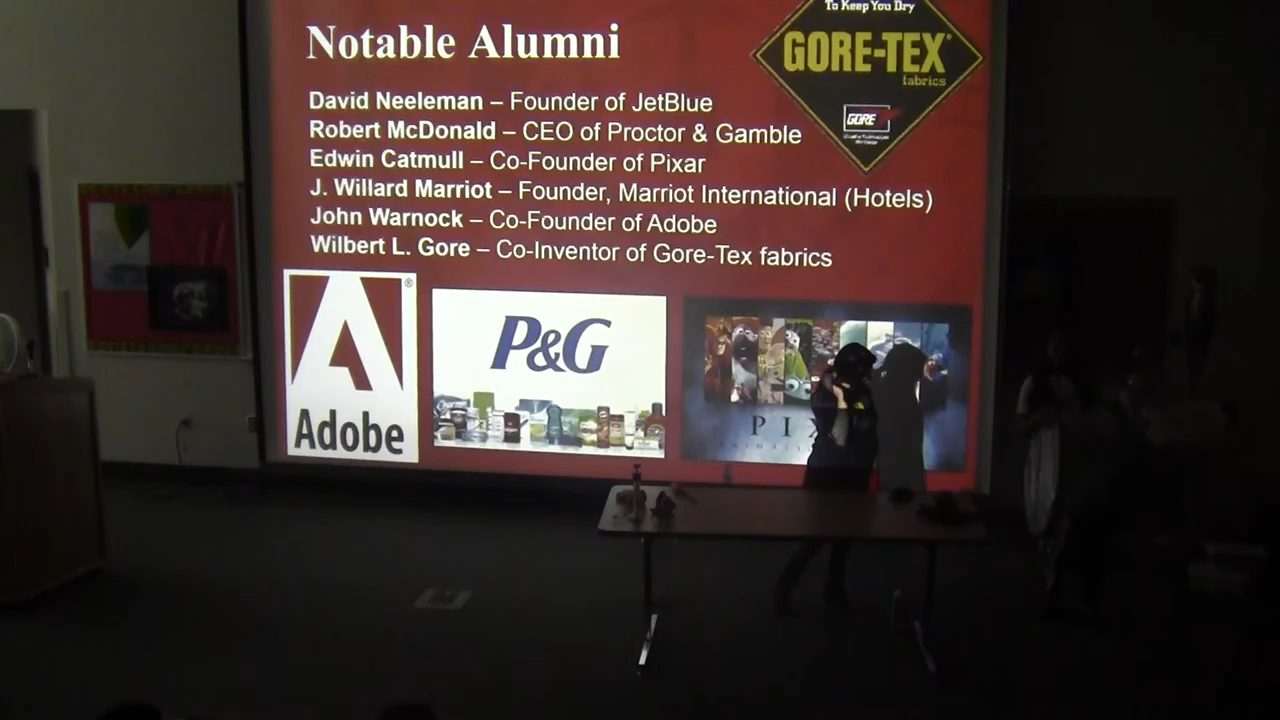 To Keep You Dry
GORE-TEX®
fabrics
GORE
Notable Alumni
David Neeleman – Founder of JetBlue
Robert McDonald – CEO of Proctor & Gamble
Edwin Catmull – Co-Founder of Pixar
J. Willard Marriot – Founder, Marriot International (Hotels)
John Warnock – Co-Founder of Adobe
Wilbert L. Gore – Co-Inventor of Gore-Tex fabrics
®
Adobe
P&G
PIX